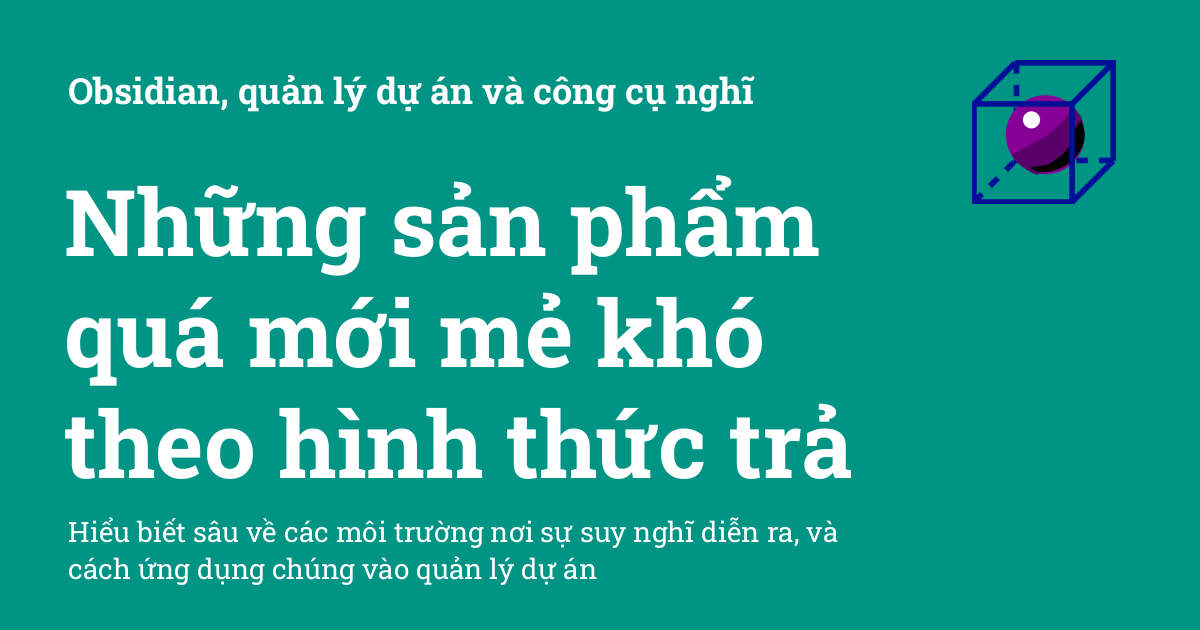 Obsidian, quản lý dự án và công cụ nghĩ
Những sản phẩm
quá mới mẻ khó
theo hình thức trả
Hiểu biết sâu về các môi trường nơi sự suy nghĩ diễn ra, và
cách ứng dụng chúng vào quản lý dự án